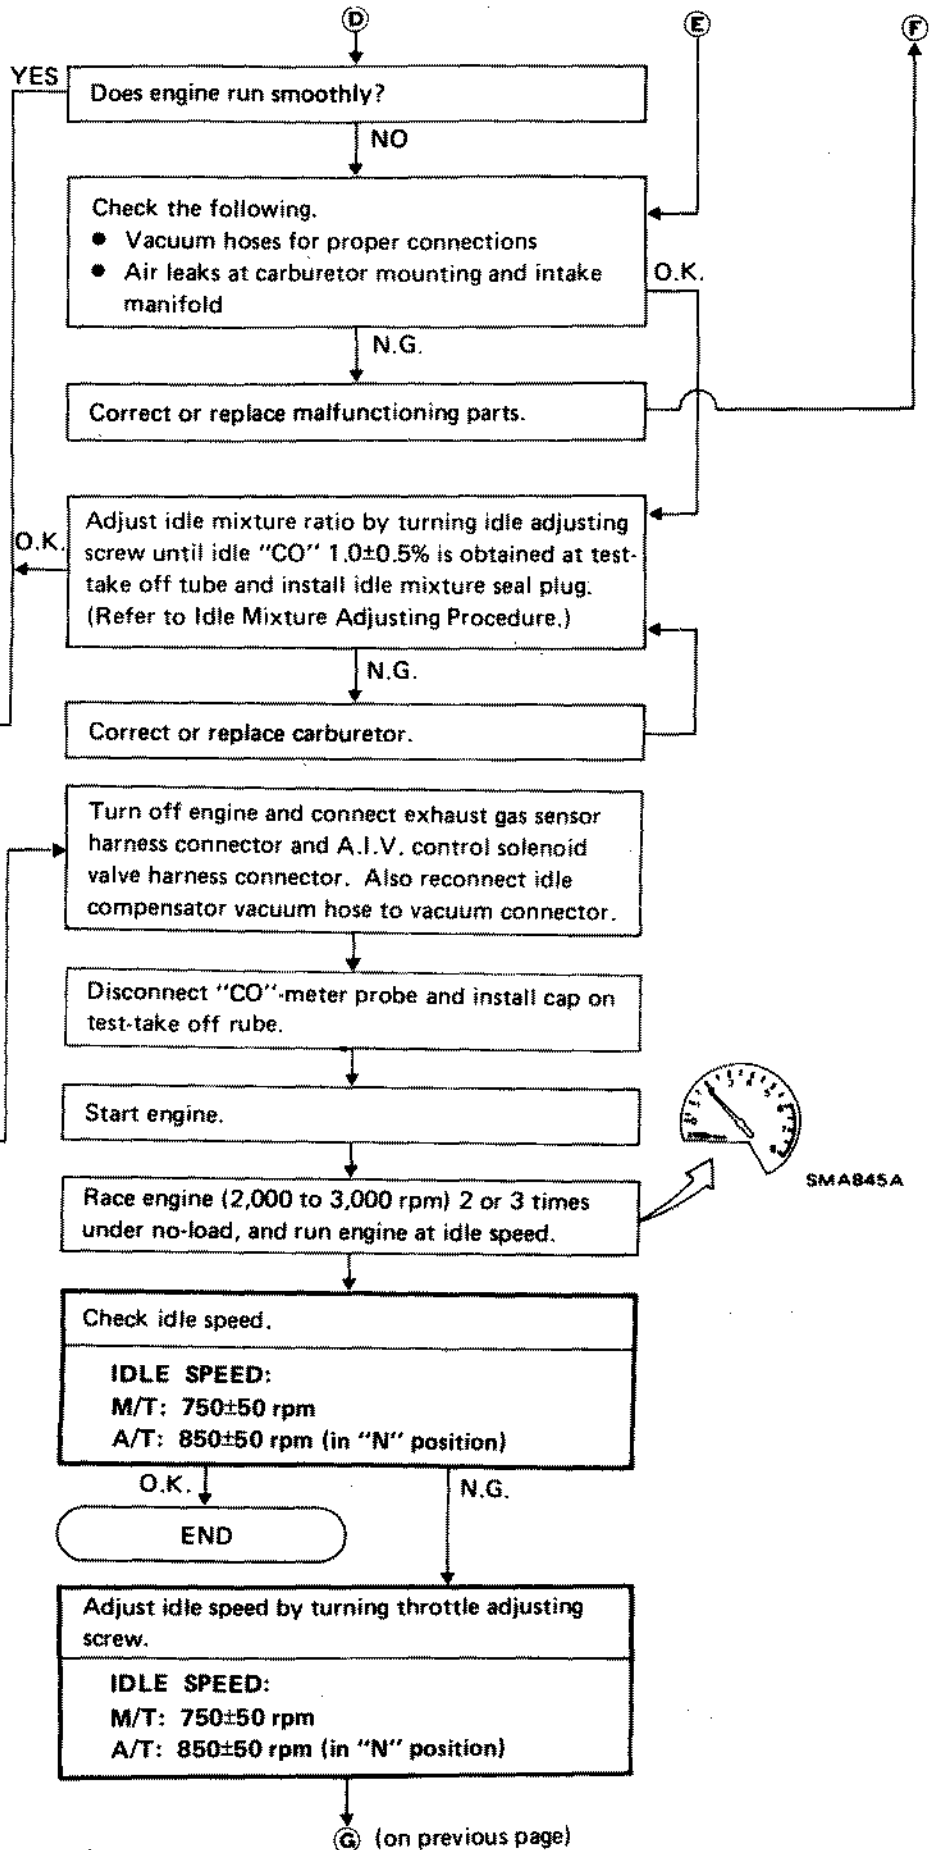 D
E
F
YES
Does engine run smoothly?
NO
Check the following.
● Vacuum hoses for proper connections
● Air leaks at carburetor mounting and intake
manifold
O.K.
N.G.
Correct or replace malfunctioning parts.
Adjust idle mixture ratio by turning idle adjusting
screw until idle "CO" 1.0±0.5% is obtained at test-
take off tube and install idle mixture seal plug.
(Refer to Idle Mixture Adjusting Procedure.)
O.K.
N.G.
Correct or replace carburetor.
Turn off engine and connect exhaust gas sensor
harness connector and A.I.V. control solenoid
valve harness connector. Also reconnect idle
compensator vacuum hose to vacuum connector.
Disconnect "CO"-meter probe and install cap on
test-take off rube.
Start engine.
Race engine (2,000 to 3,000 rpm) 2 or 3 times
under no-load, and run engine at idle speed.
SMA845A
Check idle speed.
IDLE SPEED:
M/T: 750±50 rpm
A/T: 850±50 rpm (in "N" position)
O.K.
N.G.
END
Adjust idle speed by turning throttle adjusting
screw.
IDLE SPEED:
M/T: 750±50 rpm
A/T: 850±50 rpm (in "N" position)
G (on previous page)